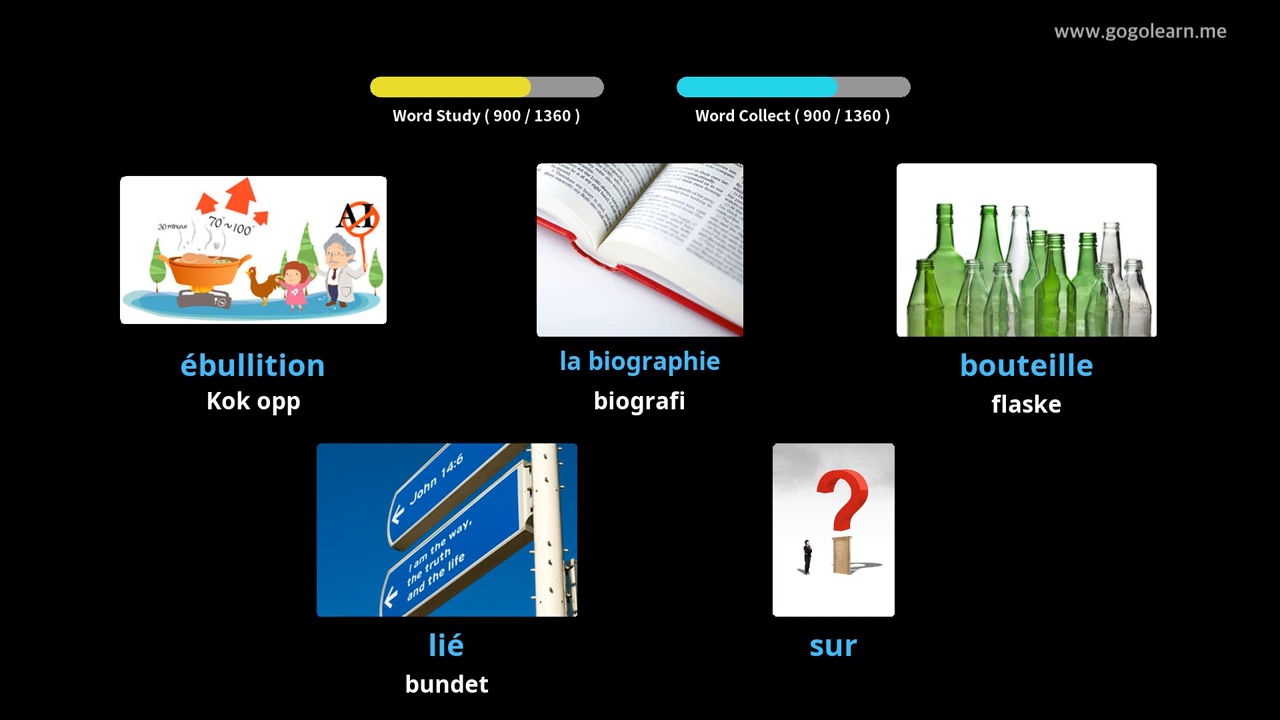 www.gogolearn.me
Word Study ( 900 / 1360 )
Word Collect ( 900 / 1360 )
30 minute
70°~100°
AI
ébullition
Kok opp
la biographie
biografi
bouteille
flaske
John 14:6
I am the way,
the truth
and the life
lié
bundet
sur